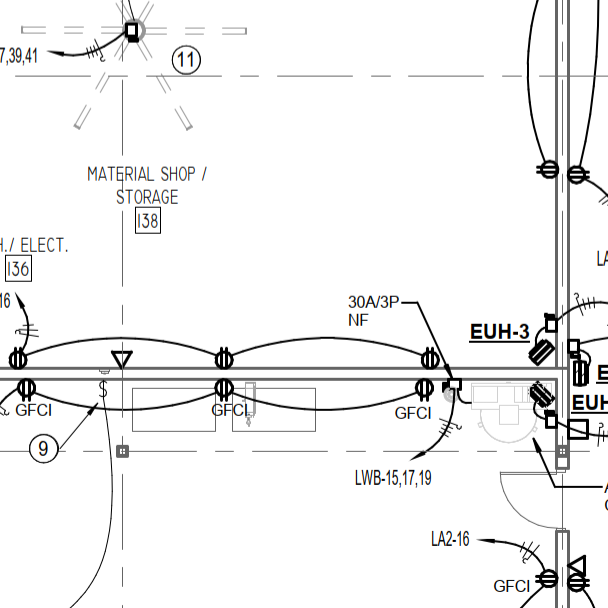 7,39,41
11
MATERIAL SHOP /
STORAGE
138
H./ ELECT.
136
16
LA
30A/3P
NF
EUH-3
E
EUH
GFCI
GFCI
GFCI
9
LWB-15,17,19
A
LA2-16
GFCI